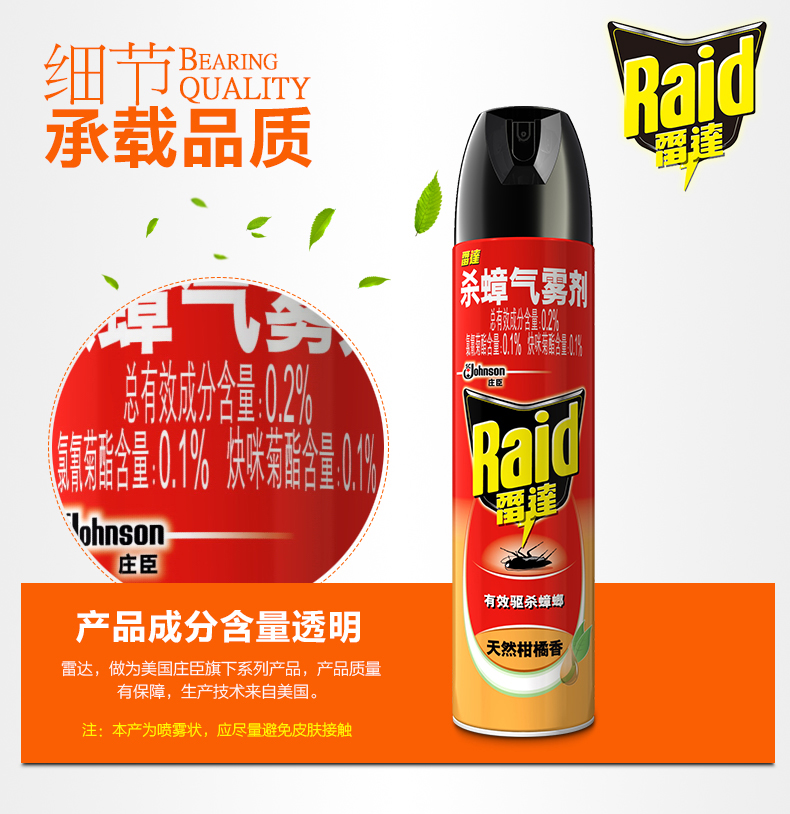 细节 BEARING
QUALITY
承载品质
Raid
雷達
雷達
杀蟑气雾剂
总有效成分含量:0.2%
氯氰菊酯含量:0.1% 炔咪菊酯含量:0.1%
SC Johnson
庄臣
Raid
雷達
有效驱杀蟑螂
天然柑橘香
蟑气雾剂
总有效成分含量:0.2%
氯氰菊酯含量:0.1% 炔咪菊酯含量:0.1%
Johnson
庄臣
产品成分含量透明
雷达，做为美国庄臣旗下系列产品，产品质量
有保障，生产技术来自美国。
注：本产为喷雾状，应尽量避免皮肤接触